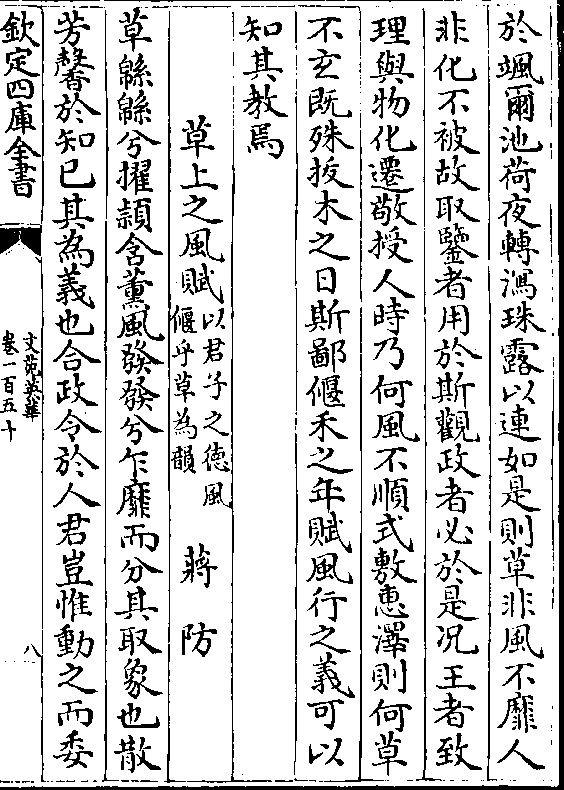 於颯爾池荷夜轉瀉珠露以連如是則草非風不靡人
非化不被故取鑒者用於斯觀政者必於是况王者致
理與物化遷敬授人時乃何風不順式敷惠澤則何草
不玄既殊拔木之日斯鄙偃禾之年賦風行之義可以
知其教焉
草上之風賦以君子之德風偃乎草為韻 蔣防
草緜緜兮擢頴含薰風發發兮乍靡而分其取象也散
芳馨於知已其為義也合政令於人君豈惟動之而委
欽定四庫全書
文苑英華
卷一百五十
八